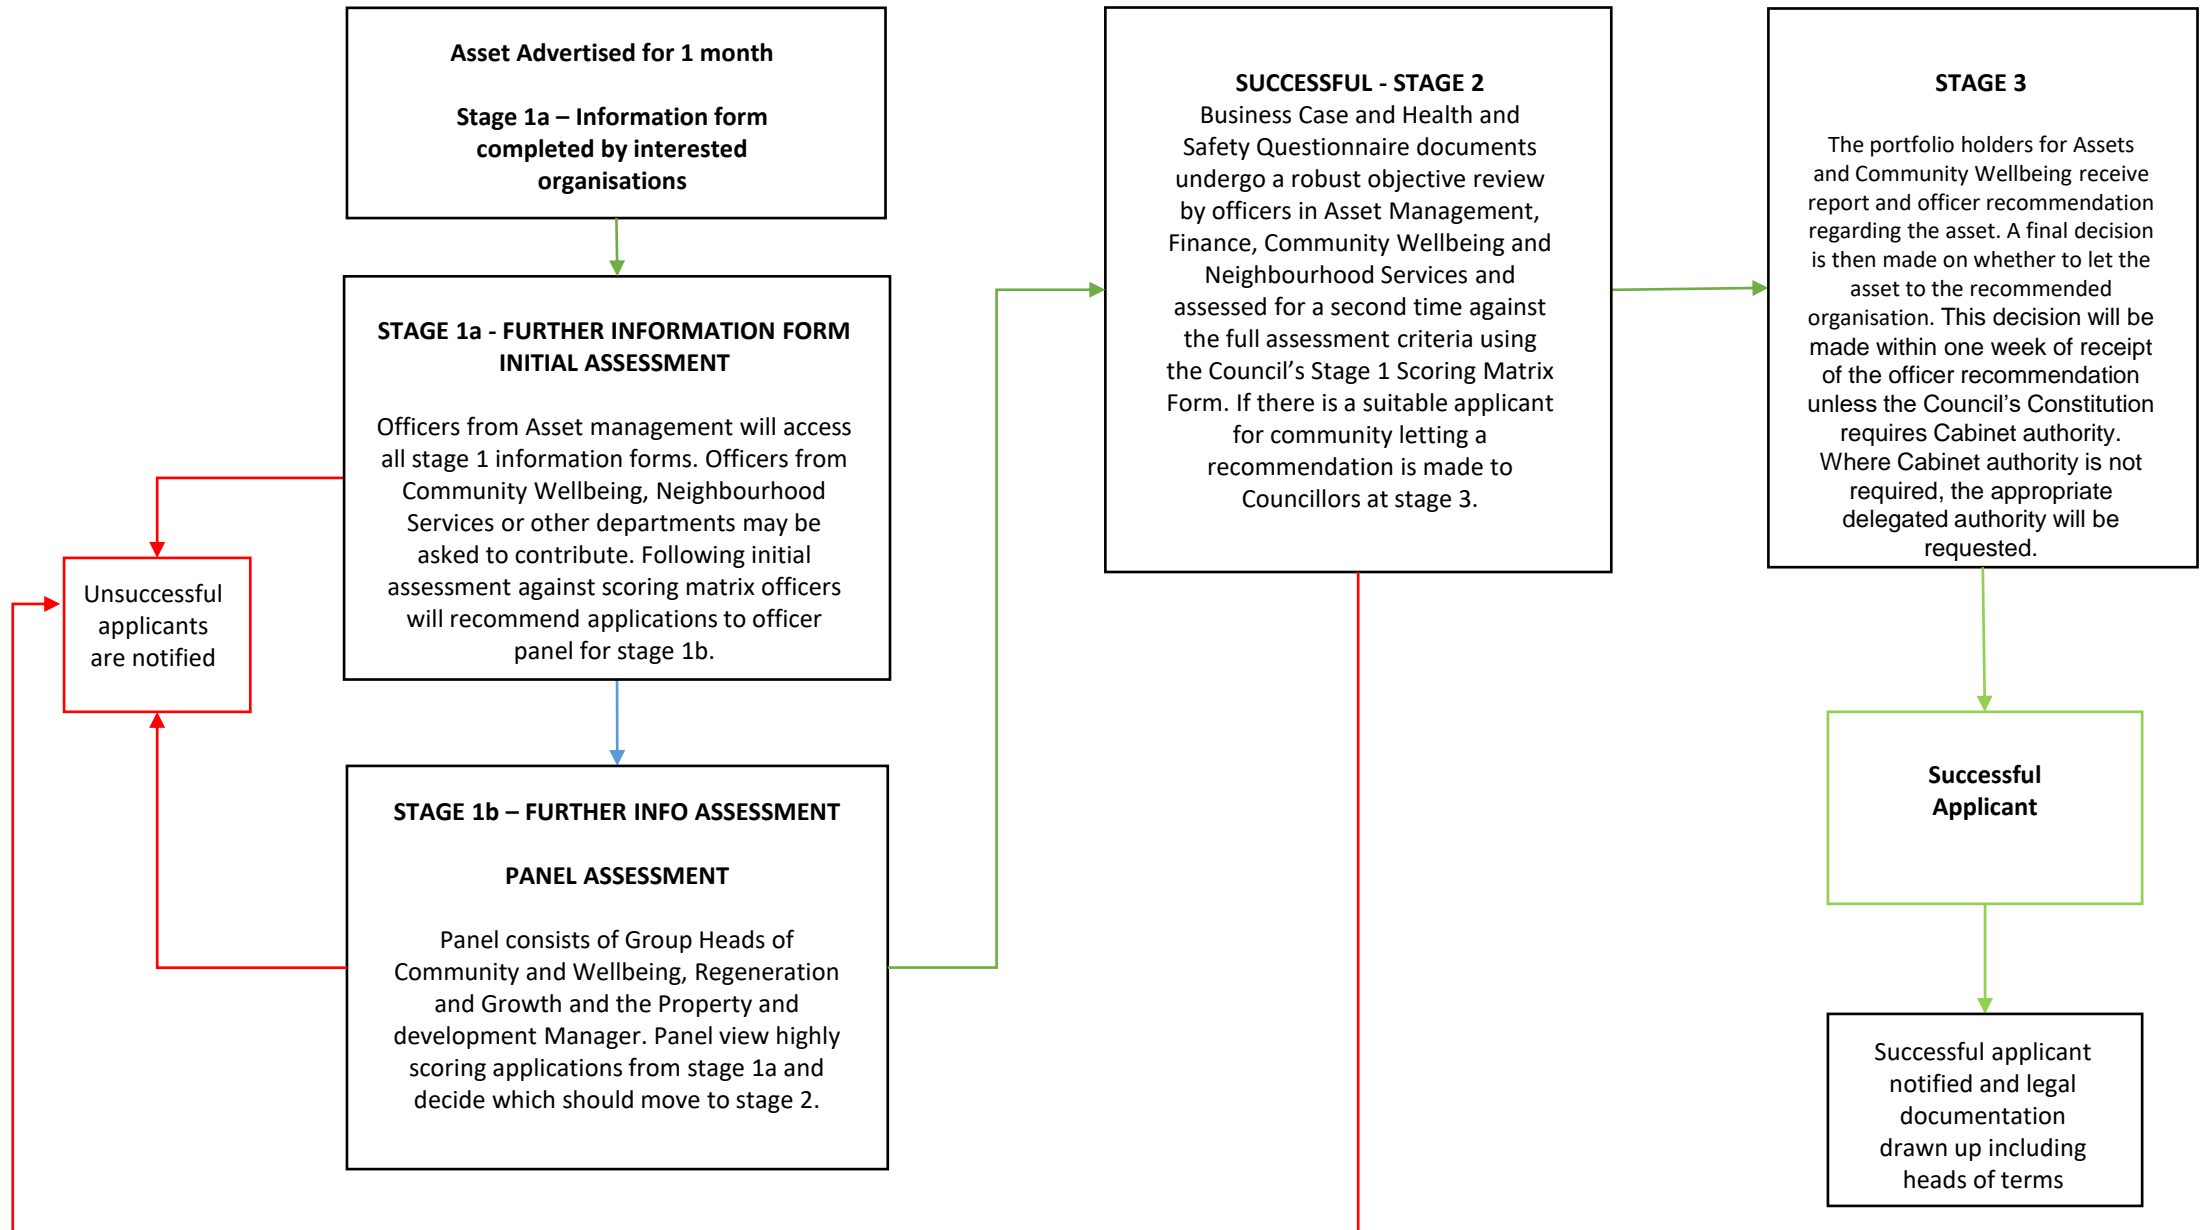 Asset Advertised for 1 month
Stage 1a – Information form
completed by interested
organisations
STAGE 1a - FURTHER INFORMATION FORM
INITIAL ASSESSMENT
Officers from Asset management will access
all stage 1 information forms. Officers from
Community Wellbeing, Neighbourhood
Services or other departments may be
asked to contribute. Following initial
assessment against scoring matrix officers
will recommend applications to officer
panel for stage 1b.
Unsuccessful
applicants
are notified
STAGE 1b – FURTHER INFO ASSESSMENT
PANEL ASSESSMENT
Panel consists of Group Heads of
Community and Wellbeing, Regeneration
and Growth and the Property and
development Manager. Panel view highly
scoring applications from stage 1a and
decide which should move to stage 2.
SUCCESSFUL - STAGE 2
Business Case and Health and
Safety Questionnaire documents
undergo a robust objective review
by officers in Asset Management,
Finance, Community Wellbeing and
Neighbourhood Services and
assessed for a second time against
the full assessment criteria using
the Council’s Stage 1 Scoring Matrix
Form. If there is a suitable applicant
for community letting a
recommendation is made to
Councillors at stage 3.
STAGE 3
The portfolio holders for Assets
and Community Wellbeing receive
report and officer recommendation
regarding the asset. A final decision
is then made on whether to let the
asset to the recommended
organisation. This decision will be
made within one week of receipt
of the officer recommendation
unless the Council’s Constitution
requires Cabinet authority.
Where Cabinet authority is not
required, the appropriate
delegated authority will be
requested.
Successful
Applicant
Successful applicant
notified and legal
documentation
drawn up including
heads of terms